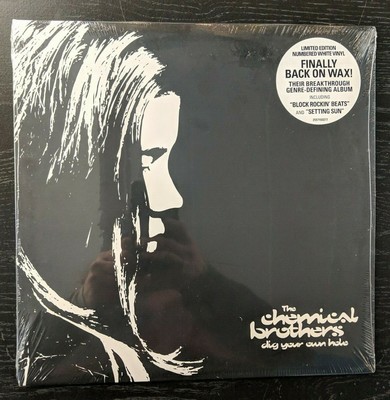 LIMITED EDITION
NUMBERED WHITE VINYL
FINALLY
BACK ON WAX!
THEIR BREAKTHROUGH
GENRE-DEFINING ALBUM
INCLUDING
"BLOCK ROCKIN' BEATS"
AND "SETTING SUN"
The
chemical
brothers
dig your own hole